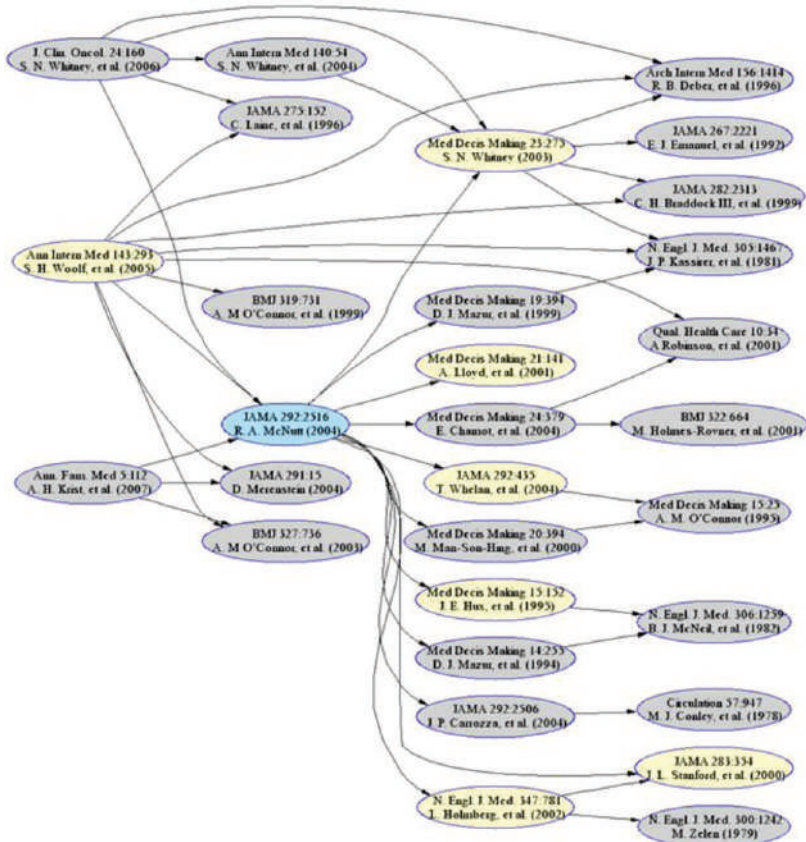 J. Clin. Oncol. 24:160
S. N. Whitney, et al. (2006)
Ann Intern Med 140:54
S. N. Whitney, et al. (2004)
Arch Intern Med 156:1414
R. B. Deber, et al. (1996)
JAMA 275:152
C. Laine, et al. (1996)
Med Decis Making 23:275
S. N. Whitney (2003)
JAMA 267:2221
E. J. Emanuel, et al. (1992)
JAMA 282:2313
C. H. Braddock III, et al. (1999)
Ann Intern Med 143:293
S. H. Woolf, et al. (2005)
N. Engl. J. Med. 305:1467
J. P. Kassirer, et al. (1981)
BMJ 319:731
A. M O'Connor, et al. (1999)
Med Decis Making 19:394
D. J. Mazur, et al. (1999)
Qual. Health Care 10:34
A Robinson, et al. (2001)
Med Decis Making 21:141
A. Lloyd, et al. (2001)
JAMA 292:2516
R. A. McNutt (2004)
Med Decis Making 24:379
E. Chamot, et al. (2004)
BMJ 322:664
M. Holmes-Rovner, et al. (2001)
Ann. Fam. Med 5:112
A. H. Krist, et al. (2007)
JAMA 291:15
D. Merenstein (2004)
JAMA 292:435
T. Whelan, et al. (2004)
Med Decis Making 15:25
A. M. O'Connor (1995)
BMJ 327:736
A. M O'Connor, et al. (2003)
Med Decis Making 20:394
M. Man-Son-Hing, et al. (2000)
Med Decis Making 15:152
J. E. Hux, et al. (1995)
N. Engl. J. Med. 306:1259
B. J. McNeil, et al. (1982)
Med Decis Making 14:255
D. J. Mazur, et al. (1994)
JAMA 292:2506
J. P. Carrozza, et al. (2004)
Circulation 57:947
M. J. Conley, et al. (1978)
JAMA 283:354
J. L. Stanford, et al. (2000)
N. Engl. J. Med. 347:781
L. Holmberg, et al. (2002)
N. Engl. J. Med. 300:1242
M. Zelen (1979)